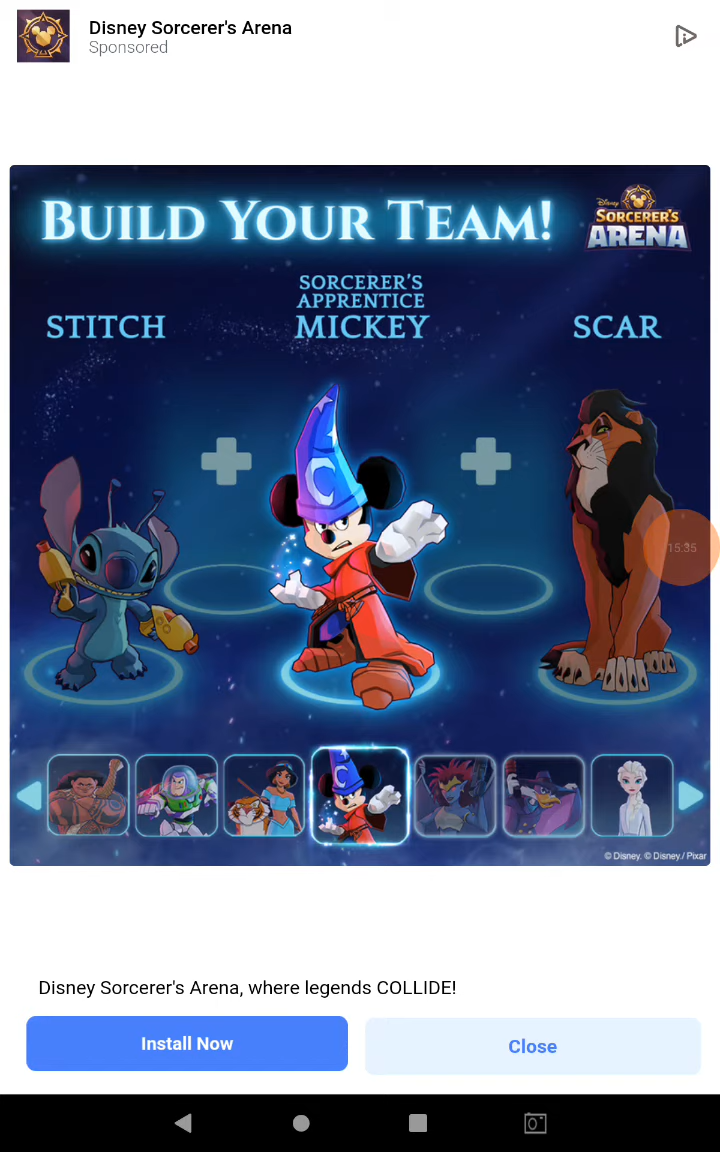 Disney Sorcerer's Arena
Sponsored
BUILD YOUR TEAM!
Disney
SORCERER'S
ARENA
STITCH
SORCERER'S
APPRENTICE
MICKEY
SCAR
15:35
© Disney. © Disney / Pixar
Disney Sorcerer's Arena, where legends COLLIDE!
Install Now
Close